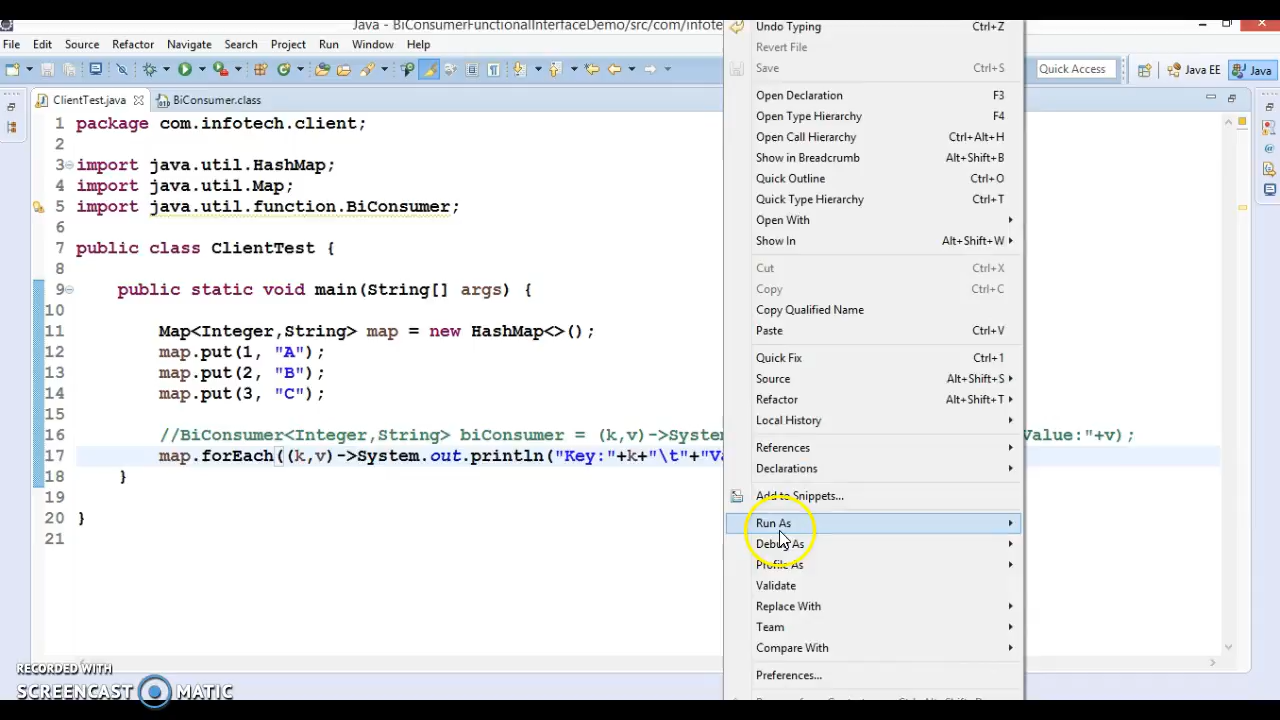 Java - BiConsumerFunctionalInterfaceDemo/src/com/infote
File Edit Source Refactor Navigate Search Project Run Window Help
Quick Access Java EE Java
ClientTest.java BiConsumer.class
1 package com.infotech.client;
2
3 import java.util.HashMap;
4 import java.util.Map;
5 import java.util.function.BiConsumer;
6
7 public class ClientTest {
8
9 public static void main(String[] args) {
10
11 Map<Integer,String> map = new HashMap<>();
12 map.put(1, "A");
13 map.put(2, "B");
14 map.put(3, "C");
15
16 //BiConsumer<Integer,String> biConsumer = (k,v)->System Value:"+v);
17 map.forEach((k,v)->System.out.println("Key:"+k+"\t"+"Va
18 }
19
20 }
21
Undo Typing Ctrl+Z
Revert File
Save Ctrl+S
Open Declaration F3
Open Type Hierarchy F4
Open Call Hierarchy Ctrl+Alt+H
Show in Breadcrumb Alt+Shift+B
Quick Outline Ctrl+O
Quick Type Hierarchy Ctrl+T
Open With
Show In Alt+Shift+W
Cut Ctrl+X
Copy Ctrl+C
Copy Qualified Name
Paste Ctrl+V
Quick Fix Ctrl+1
Source Alt+Shift+S
Refactor Alt+Shift+T
Local History
References
Declarations
Add to Snippets...
Run As
Debug As
Profile As
Validate
Replace With
Team
Compare With
Preferences...
RECORDED WITH
SCREENCAST MATIC